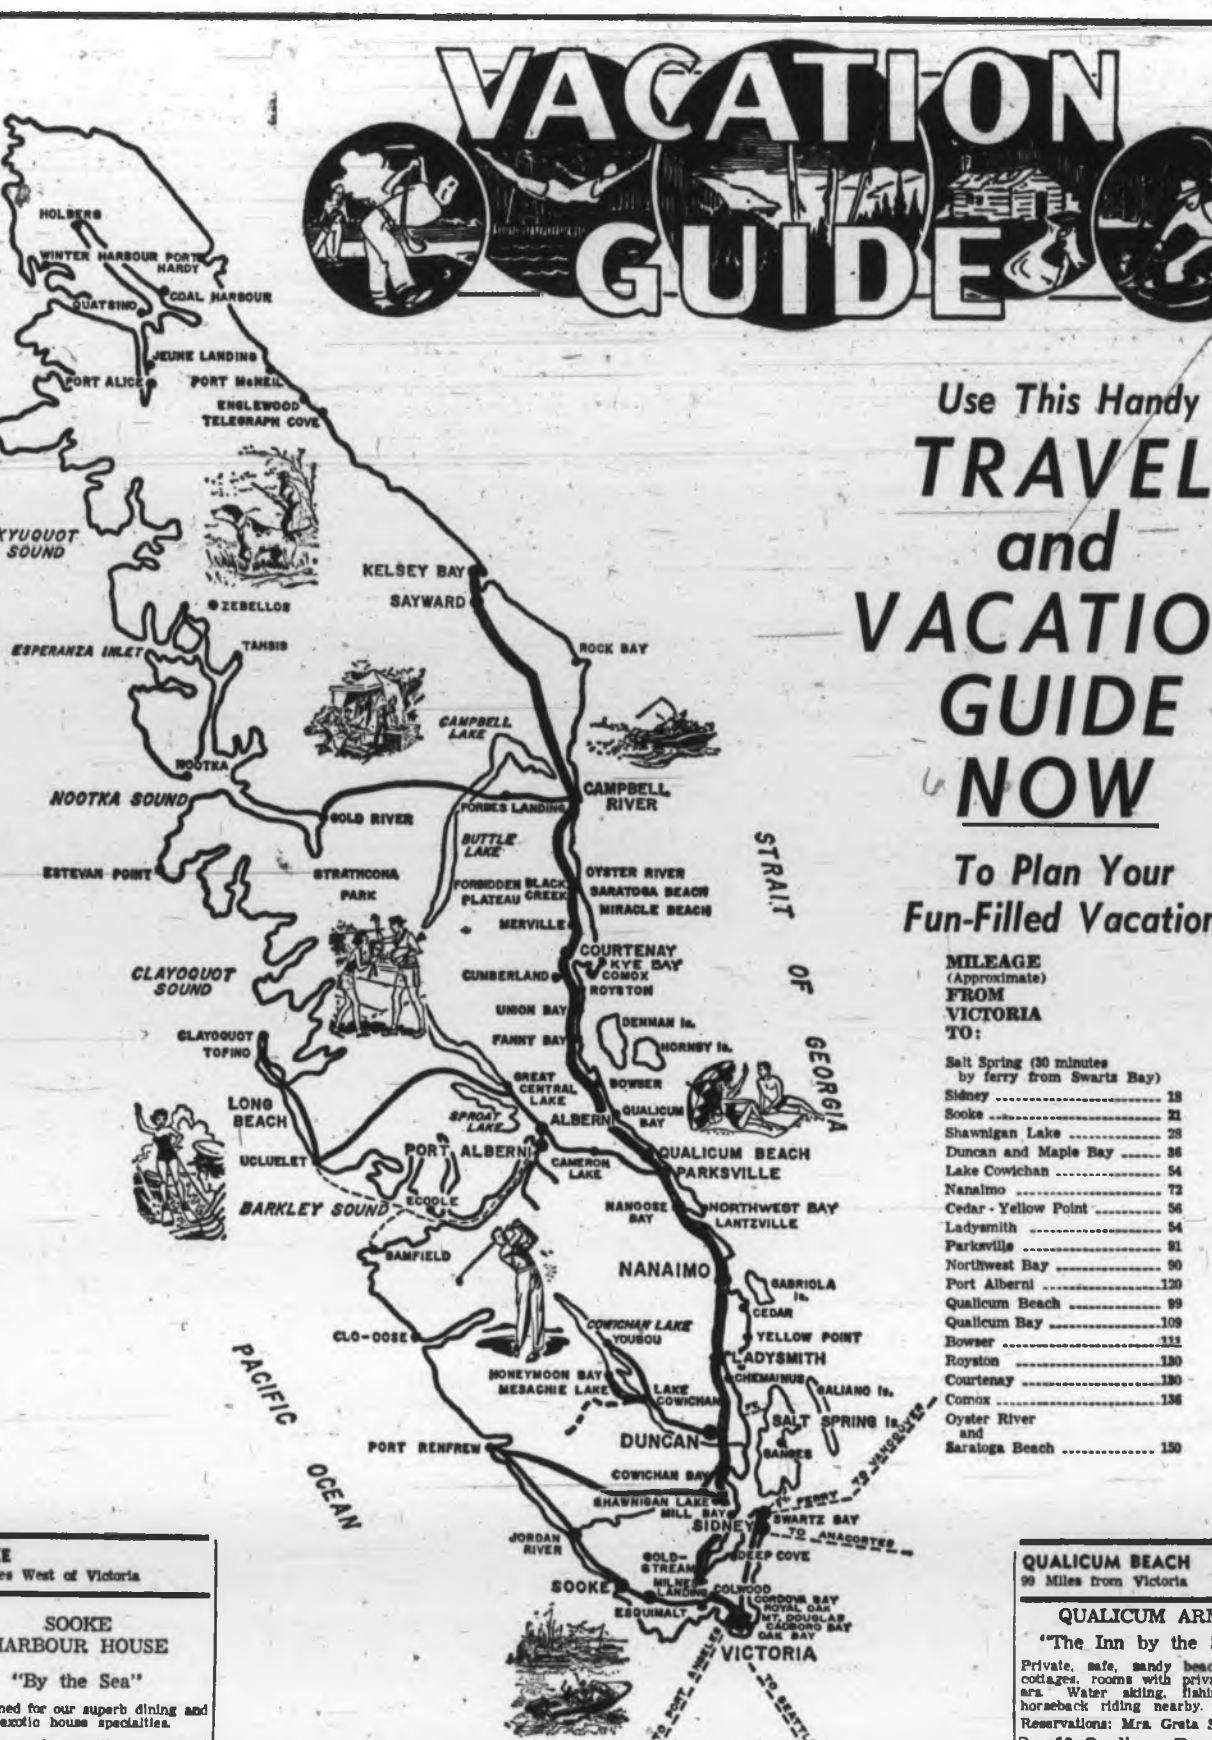 VACATION
GUIDE
Use This Handy
TRAVEL
and
VACATIO
GUIDE
NOW
To Plan Your
Fun-Filled Vacation
HOLBERG
WINTER HARBOUR
PORT
HARDY
COAL HARBOUR
QUATSINO
JEUNE LANDING
PORT ALICE
PORT McNEIL
ENGLEWOOD
TELEGRAPH COVE
KYUQUOT
SOUND
KELSEY BAY
SAYWARD
ZEBELLOS
ESPERANZA INLET
TAHSIS
ROCK BAY
CAMPBELL
LAKE
NOOTKA
NOOTKA SOUND
CAMPBELL
RIVER
FORBES LANDING
GOLD RIVER
BUTTLE
LAKE
ESTEVAN POINT
STRATHCONA
PARK
OYSTER RIVER
FORBIDDEN
PLATEAU
BLACK
CREEK
SARATOGA BEACH
MIRACLE BEACH
MERVILLE
STRAIT
OF
GEORGIA
COURTENAY
KYE BAY
COMOX
CUMBERLAND
ROYSTON
CLAYOQUOT
SOUND
UNION BAY
DENMAN Is.
CLAYOQUOT
TOFINO
FANNY BAY
HORNBY Is.
GREAT
CENTRAL
LAKE
BOWSER
LONG
BEACH
SPROAT
LAKE
ALBERNI
QUALICUM
BAY
UCLUELET
PORT ALBERNI
CAMERON
LAKE
QUALICUM BEACH
PARKSVILLE
BARKLEY SOUND
ECOOLE
NANOOSE
BAY
NORTHWEST BAY
LANTZVILLE
BAMFIELD
NANAIMO
GABRIOLA
Is.
CEDAR
COWICHAN LAKE
YOUBOU
CLO-OOSE
YELLOW POINT
LADYSMITH
HONEYMOON BAY
MESACHIE LAKE
LAKE
COWICHAN
CHEMAINUS
GALIANO Is.
SALT SPRING Is.
PACIFIC
OCEAN
DUNCAN
GANGES
PORT RENFREW
COWICHAN BAY
TO VANCOUVER
SHAWNIGAN LAKE
MILL BAY
FERRY
SIDNEY
SWARTZ BAY
TO ANACORTES
JORDAN
RIVER
GOLD-
STREAM
DEEP COVE
SOOKE
MILNES
LANDING
COLWOOD
CORDOVA BAY
ROYAL OAK
MT. DOUGLAS
CADBORO BAY
OAK BAY
ESQUIMALT
VICTORIA
TO PORT ANGELES
TO SEATTL
MILEAGE
(Approximate)
FROM
VICTORIA
TO:
Salt Spring (30 minutes
by ferry from Swartz Bay)
Sidney 18
Sooke 21
Shawnigan Lake 28
Duncan and Maple Bay 36
Lake Cowichan 54
Nanaimo 72
Cedar - Yellow Point 56
Ladysmith 54
Parksville 91
Northwest Bay 90
Port Alberni 120
Qualicum Beach 99
Qualicum Bay 109
Bowser 111
Royston 130
Courtenay 130
Comox 136
Oyster River
and
Saratoga Beach 150
E
es West of Victoria
SOOKE
HARBOUR HOUSE
"By the Sea"
ned for our superb dining and
exotic house specialties.
QUALICUM BEACH
99 Miles from Victoria
QUALICUM ARM
"The Inn by the S
Private, safe, sandy beac
cottages, rooms with priva
ars. Water skiing, fishi
horseback riding nearby.
Reservations: Mrs. Greta S